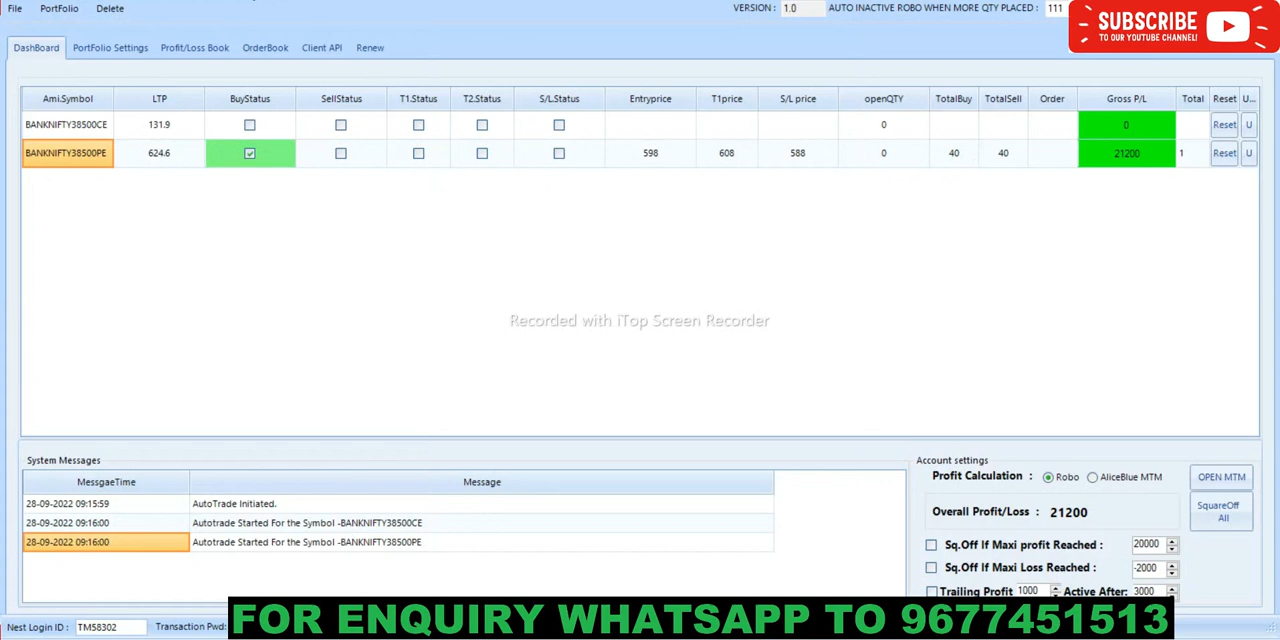 File PortFolio Delete VERSION : 1.0 AUTO INACTIVE ROBO WHEN MORE QTY PLACED : 111
SUBSCRIBE
TO OUR YOUTUBE CHANNEL!
DashBoard PortFolio Settings Profit/Loss Book OrderBook Client API Renew
Ami.Symbol LTP BuyStatus SellStatus T1.Status T2.Status S/L.Status Entryprice T1price S/L price openQTY TotalBuy TotalSell Order Gross P/L Total Reset U...
BANKNIFTY38500CE 131.9 0 0 Reset U
BANKNIFTY38500PE 624.6 598 608 588 0 40 40 21200 1 Reset U
Recorded with iTop Screen Recorder
System Messages
MessgaeTime Message
28-09-2022 09:15:59 AutoTrade Initiated.
28-09-2022 09:16:00 Autotrade Started For the Symbol -BANKNIFTY38500CE
28-09-2022 09:16:00 Autotrade Started For the Symbol -BANKNIFTY38500PE
Account settings
Profit Calculation : Robo AliceBlue MTM OPEN MTM
Overall Profit/Loss : 21200 SquareOff
All
Sq.Off If Maxi profit Reached : 20000
Sq.Off If Maxi Loss Reached : -2000
Trailing Profit 1000 Active After: 3000
Nest Login ID : TMS8302 Transaction Pwd:
FOR ENQUIRY WHATSAPP TO 9677451513